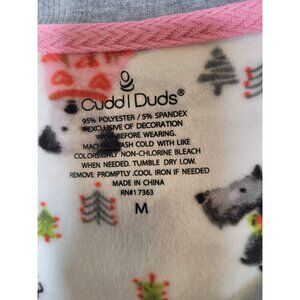 Cuddl Duds®
95% POLYESTER / 5% SPANDEX
EXCLUSIVE OF DECORATION
WASH BEFORE WEARING.
MACHINE WASH COLD WITH LIKE
COLORS.ONLY NON-CHLORINE BLEACH
WHEN NEEDED. TUMBLE DRY LOW.
REMOVE PROMPTLY .COOL IRON IF NEEDED
MADE IN CHINA
RN#17363
M